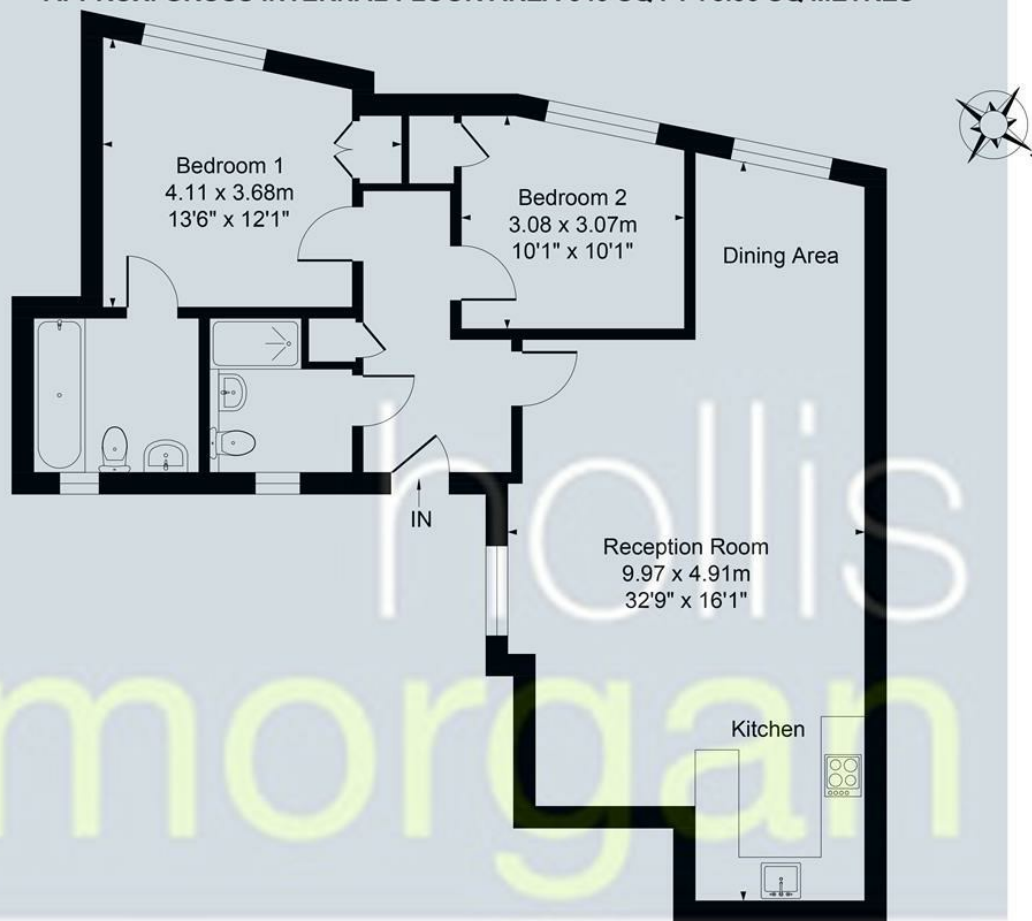 Bedroom 1
4.11 x 3.68m
13'6" x 12'1"
Bedroom 2
3.08 x 3.07m
10'1" x 10'1"
Dining Area
IN
Reception Room
9.97 x 4.91m
32'9" x 16'1"
Kitchen
hollis
morgan